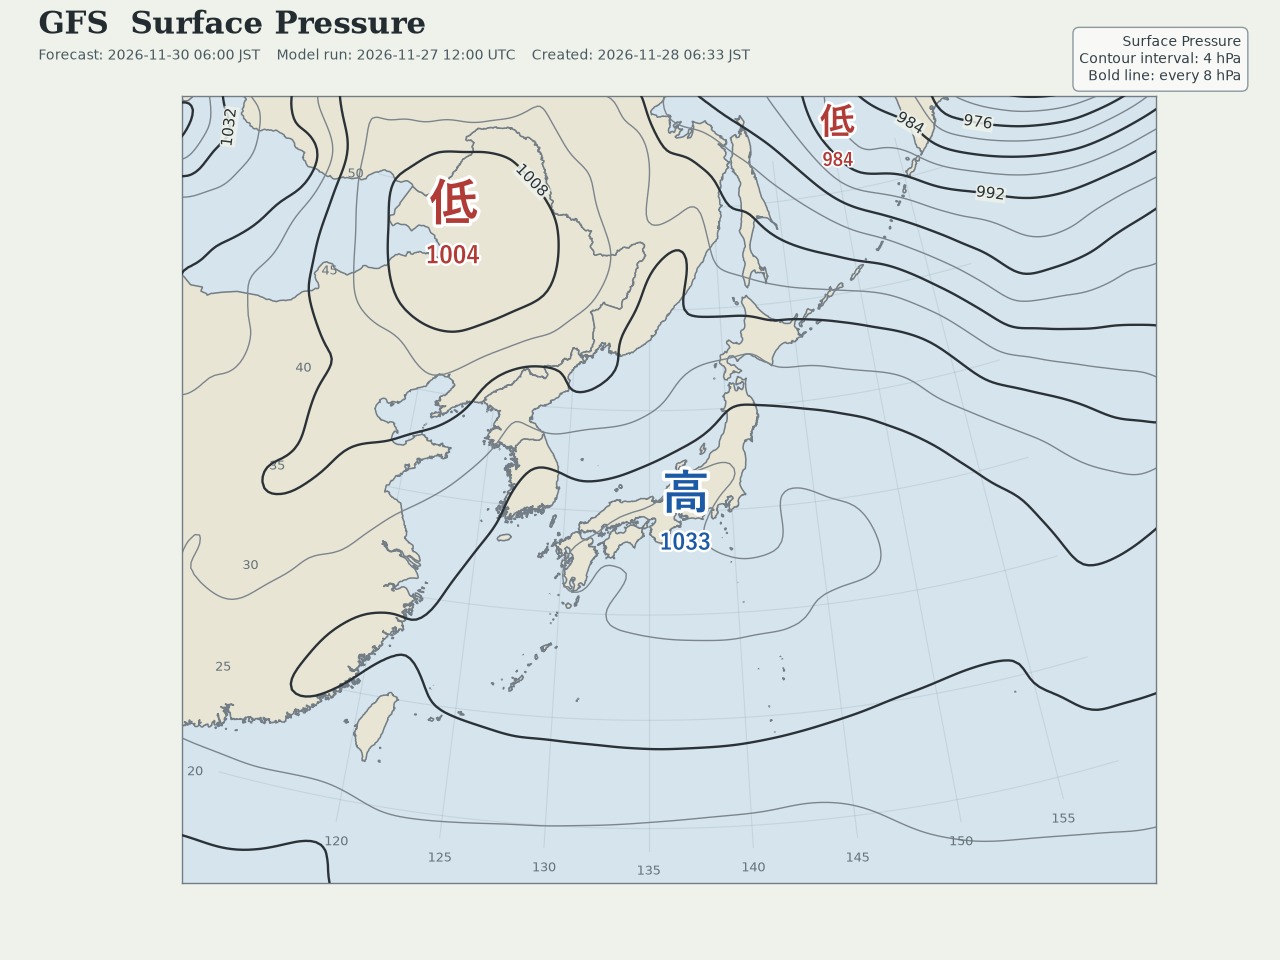 GFS Surface Pressure
Forecast: 2026-11-30 06:00 JST Model run: 2026-11-27 12:00 UTC Created: 2026-11-28 06:33 JST
Surface Pressure
Contour interval: 4 hPa
Bold line: every 8 hPa
1032
低
984
984
976
50
1008
低
1004
992
45
40
35
高
1033
30
25
20
120
125
130
135
140
145
150
155